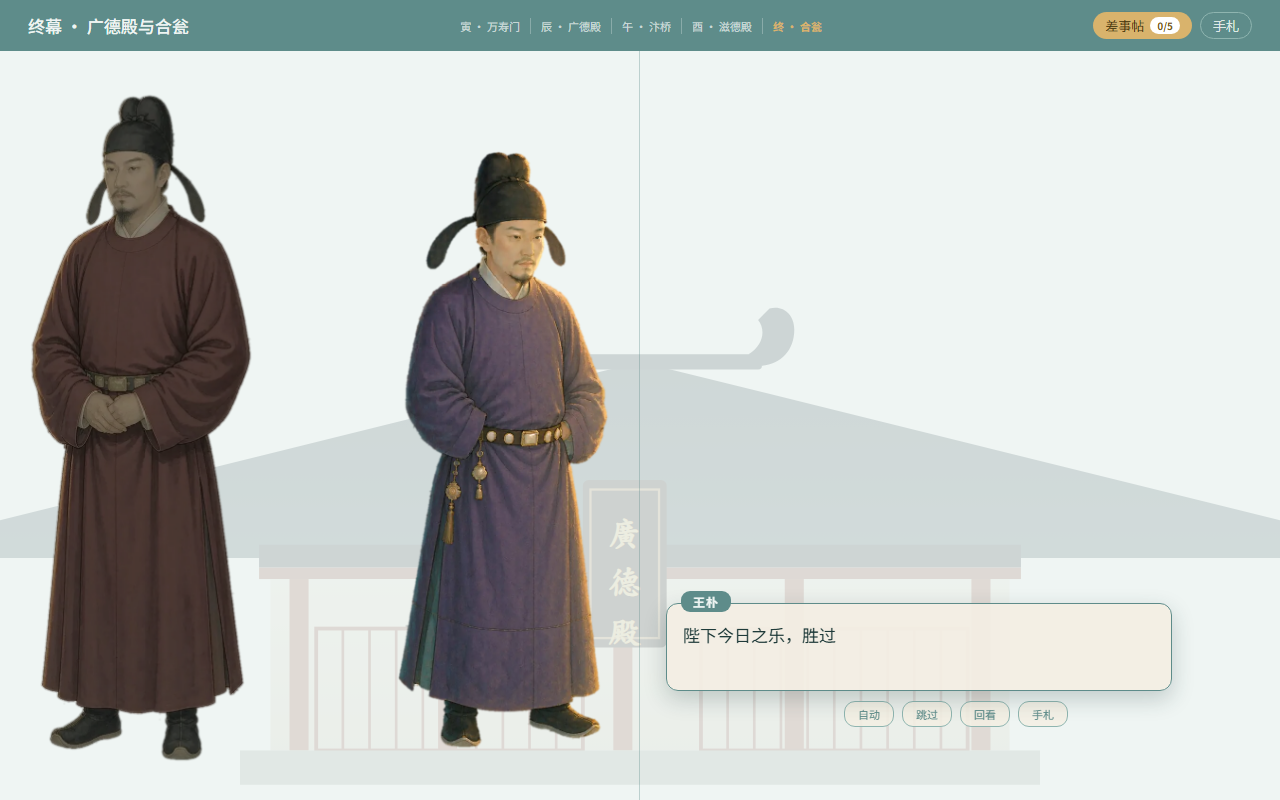 终幕 · 广德殿与合瓮
寅 · 万寿门
辰 · 广德殿
午 · 汴桥
酉 · 滋德殿
终 · 合瓮
差事帖 0/5
手札
廣德殿
王朴
陛下今日之乐，胜过
自动
跳过
回看
手札